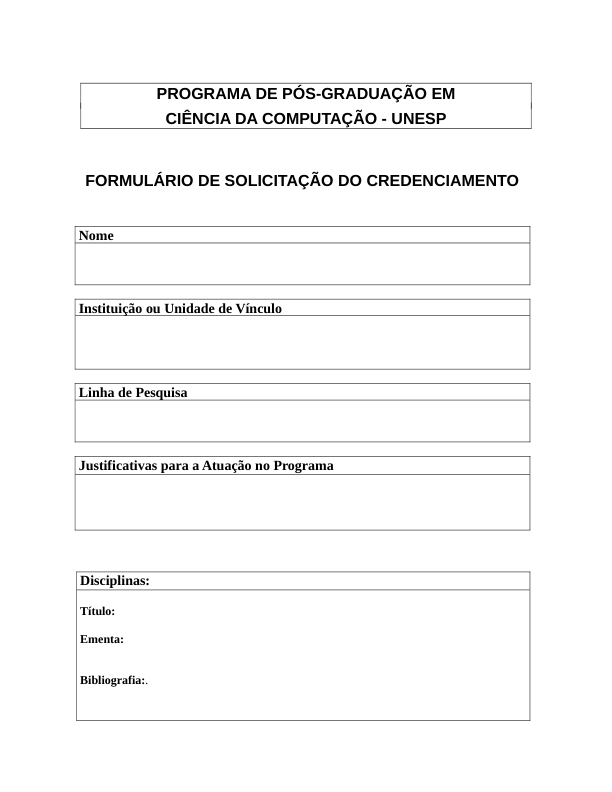 PROGRAMA DE PÓS-GRADUAÇÃO EM
CIÊNCIA DA COMPUTAÇÃO - UNESP
FORMULÁRIO DE SOLICITAÇÃO DO CREDENCIAMENTO
Nome
Instituição ou Unidade de Vínculo
Linha de Pesquisa
Justificativas para a Atuação no Programa
Disciplinas:
Título:
Ementa:
Bibliografia:.